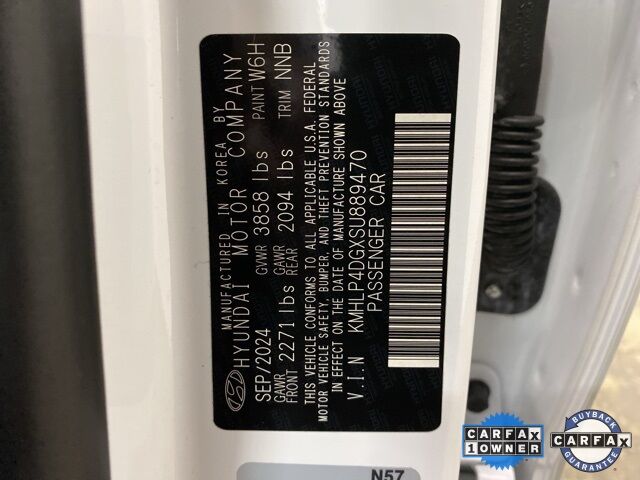 MANUFACTURED IN KOREA BY
HYUNDAI MOTOR COMPANY
SEP/2024 GVWR 3858 lbs PAINT W6H
GAWR FRONT 2271 lbs GAWR REAR 2094 lbs TRIM NNB
THIS VEHICLE CONFORMS TO ALL APPLICABLE U.S.A. FEDERAL
MOTOR VEHICLE SAFETY, BUMPER, AND THEFT PREVENTION STANDARDS
IN EFFECT ON THE DATE OF MANUFACTURE SHOWN ABOVE
V.I.N KMHLP4DGXSU889470
PASSENGER CAR
N57
CARFAX
1 OWNER
BUYBACK
CARFAX
GUARANTEE